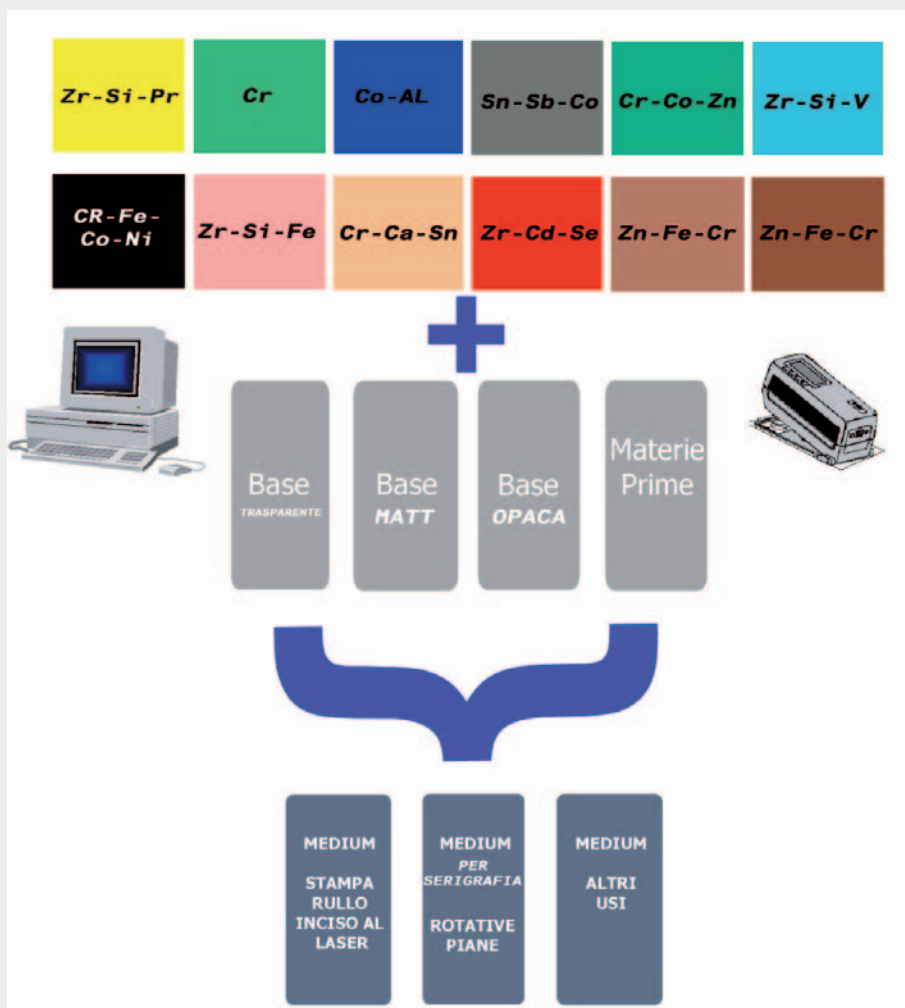 Zr-Si-Pr
Cr
Co-AL
Sn-Sb-Co
Cr-Co-Zn
Zr-Si-V
CR-Fe-
Co-Ni
Zr-Si-Fe
Cr-Ca-Sn
Zr-Cd-Se
Zn-Fe-Cr
Zn-Fe-Cr
Base
TRASPARENTE
Base
MATT
Base
OPACA
Materie
Prime
MEDIUM
STAMPA
RULLO
INCISO AL
LASER
MEDIUM
PER
SERIGRAFIA
ROTATIVE
PIANE
MEDIUM
ALTRI
USI